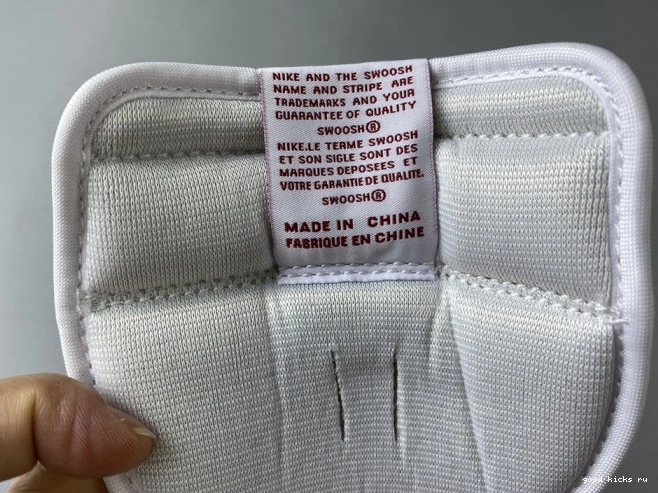 NIKE AND THE SWOOSH
NAME AND STRIPE ARE
TRADEMARKS AND YOUR
GUARANTEE OF QUALITY
SWOOSH®
NIKE.LE TERME SWOOSH
ET SON SIGLE SONT DES
MARQUES DEPOSEES ET
VOTRE GARANTIE DE QUALITE.
SWOOSH®
MADE IN CHINA
FABRIQUE EN CHINE
good-kicks ru